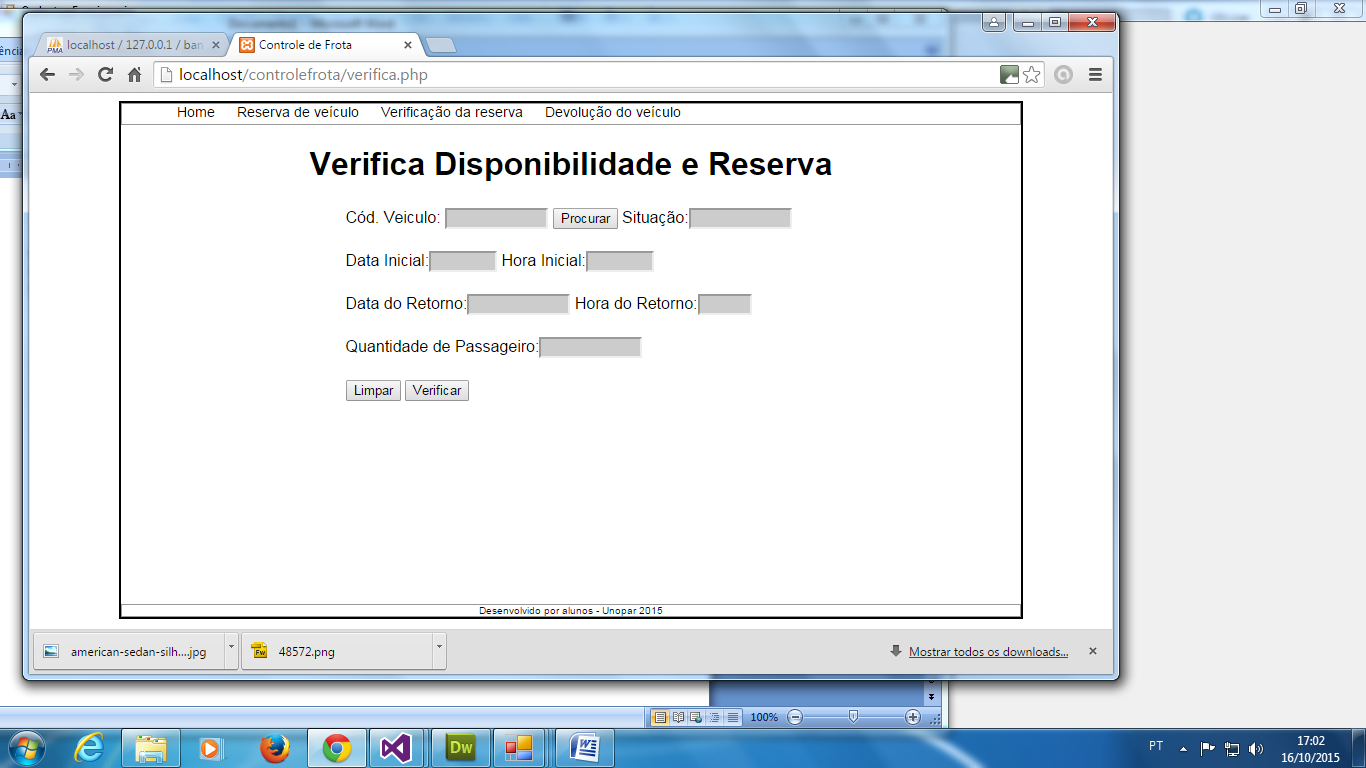 localhost / 127.0.0.1 / ban
Controle de Frota
localhost/controlefrota/verifica.php
Aa
Home Reserva de veículo Verificação da reserva Devolução do veículo
Verifica Disponibilidade e Reserva
Cód. Veiculo: Procurar Situação:
Data Inicial: Hora Inicial:
Data do Retorno: Hora do Retorno:
Quantidade de Passageiro:
Limpar Verificar
Desenvolvido por alunos - Unopar 2015
american-sedan-silh....jpg 48572.png Mostrar todos os downloads...
100%
Dw
PT 17:02
16/10/2015